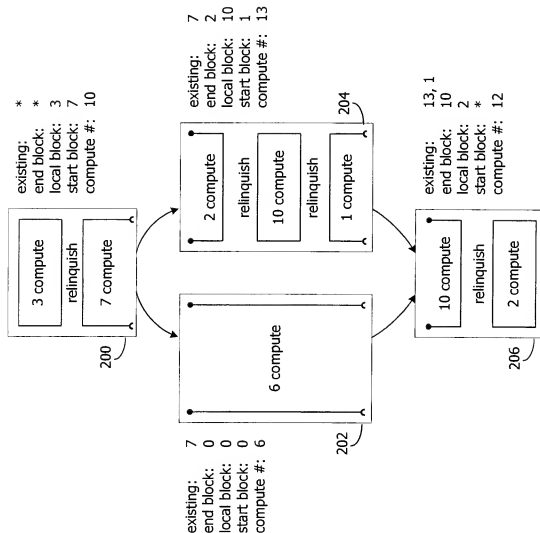 3 compute
relinquish
7 compute
200
existing: *
end block: *
local block: 3
start block: 7
compute #: 10
existing: 7
end block: 0
local block: 0
start block: 0
compute #: 6
6 compute
202
2 compute
relinquish
10 compute
relinquish
1 compute
204
existing: 7
end block: 2
local block: 10
start block: 1
compute #: 13
10 compute
relinquish
2 compute
206
existing: 13, 1
end block: 10
local block: 2
start block: *
compute #: 12